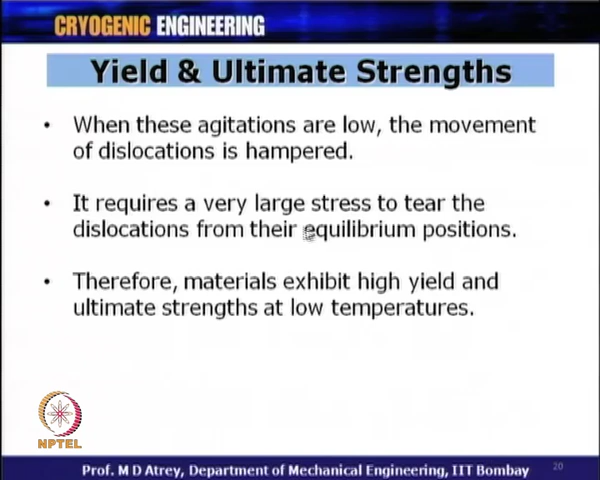 CRYOGENIC ENGINEERING
Yield & Ultimate Strengths
• When these agitations are low, the movement
of dislocations is hampered.
• It requires a very large stress to tear the
dislocations from their equilibrium positions.
• Therefore, materials exhibit high yield and
ultimate strengths at low temperatures.
NPTEL
Prof. M D Atrey, Department of Mechanical Engineering, IIT Bombay
20